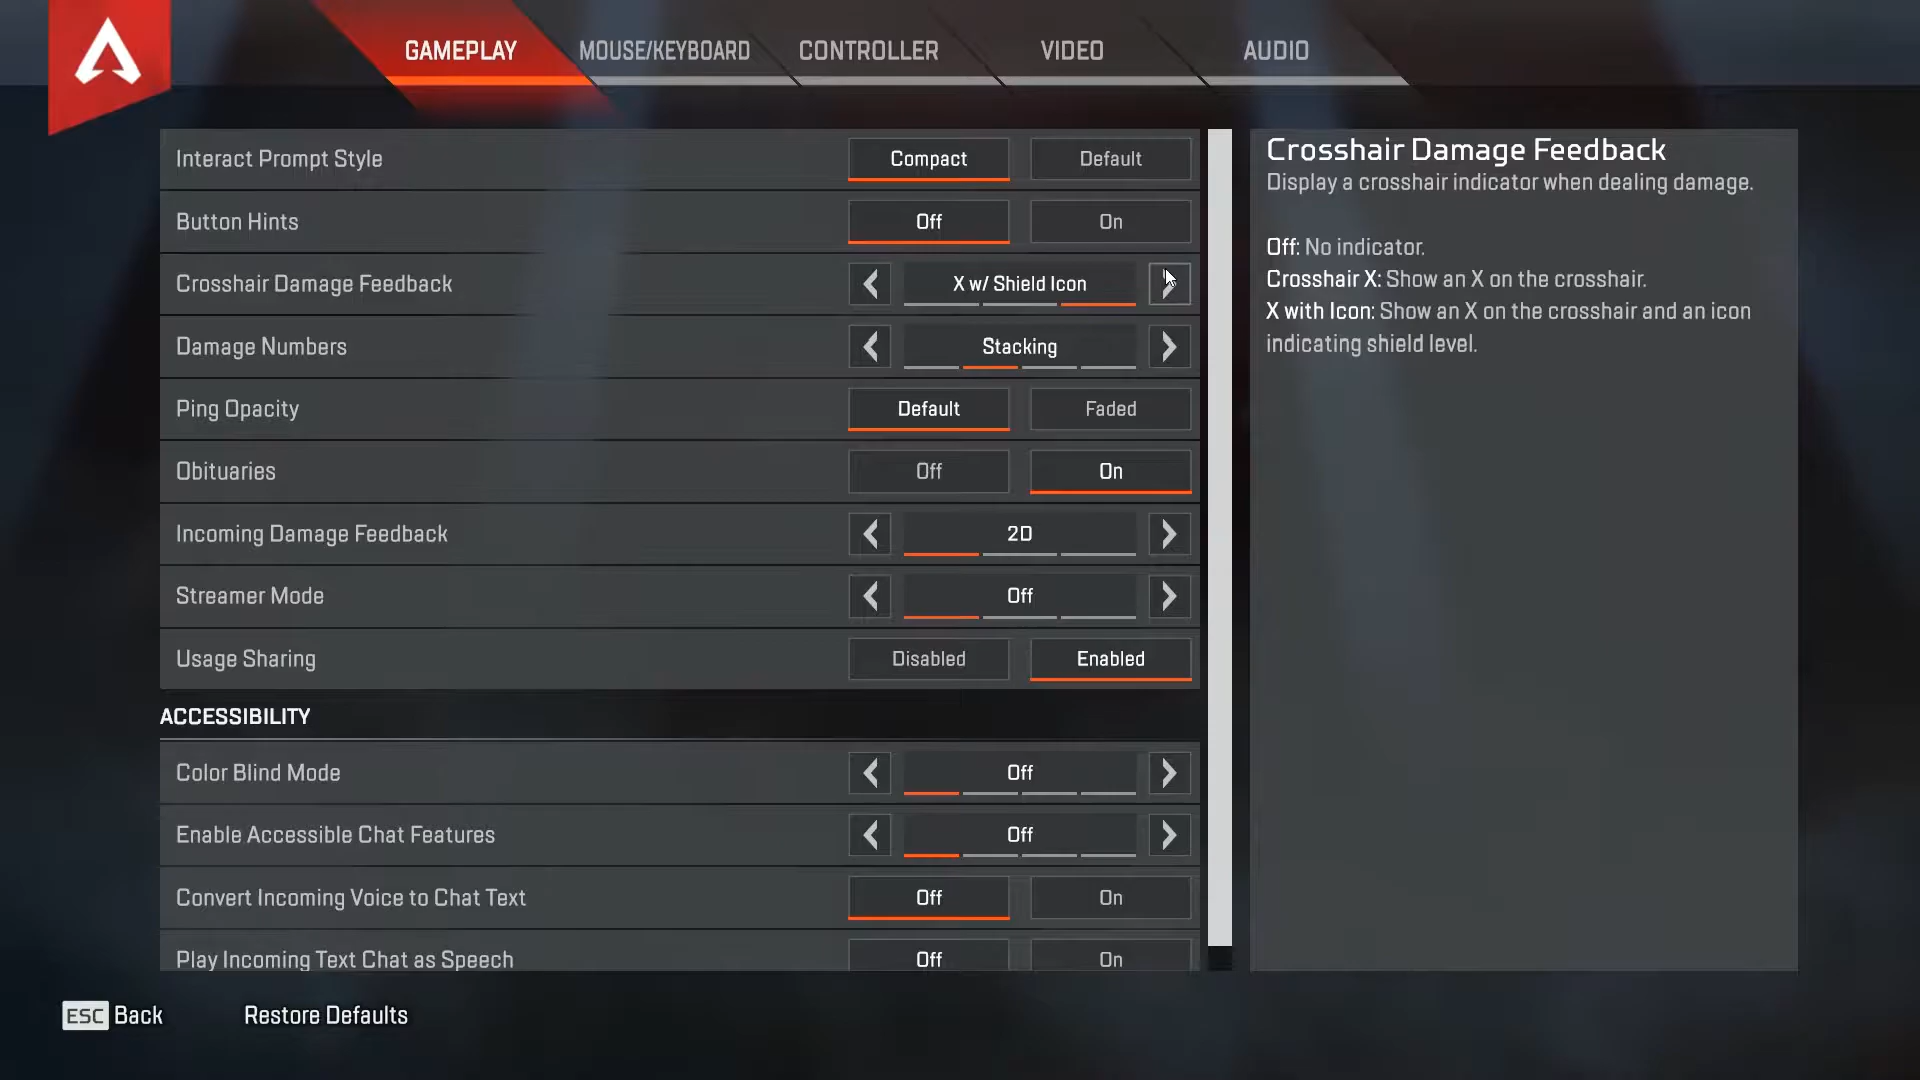 GAMEPLAY MOUSE/KEYBOARD CONTROLLER VIDEO AUDIO
Interact Prompt Style Compact Default
Button Hints Off On
Crosshair Damage Feedback X w/ Shield Icon
Damage Numbers Stacking
Ping Opacity Default Faded
Obituaries Off On
Incoming Damage Feedback 2D
Streamer Mode Off
Usage Sharing Disabled Enabled
ACCESSIBILITY
Color Blind Mode Off
Enable Accessible Chat Features Off
Convert Incoming Voice to Chat Text Off On
Play Incoming Text Chat as Speech Off On
Crosshair Damage Feedback
Display a crosshair indicator when dealing damage.
Off: No indicator.
Crosshair X: Show an X on the crosshair.
X with Icon: Show an X on the crosshair and an icon
indicating shield level.
ESC Back Restore Defaults